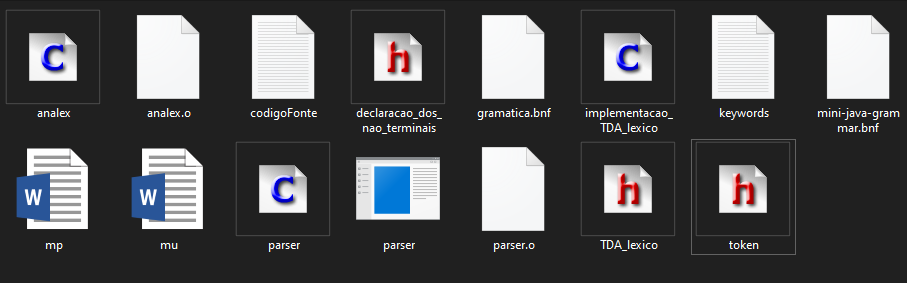 C
h
C
analex
analex.o
codigoFonte
declaracao_dos_
nao_terminais
gramatica.bnf
implementacao_
TDA_lexico
keywords
mini-java-gram
mar.bnf
W
W
C
h
h
mp
mu
parser
parser
parser.o
TDA_lexico
token